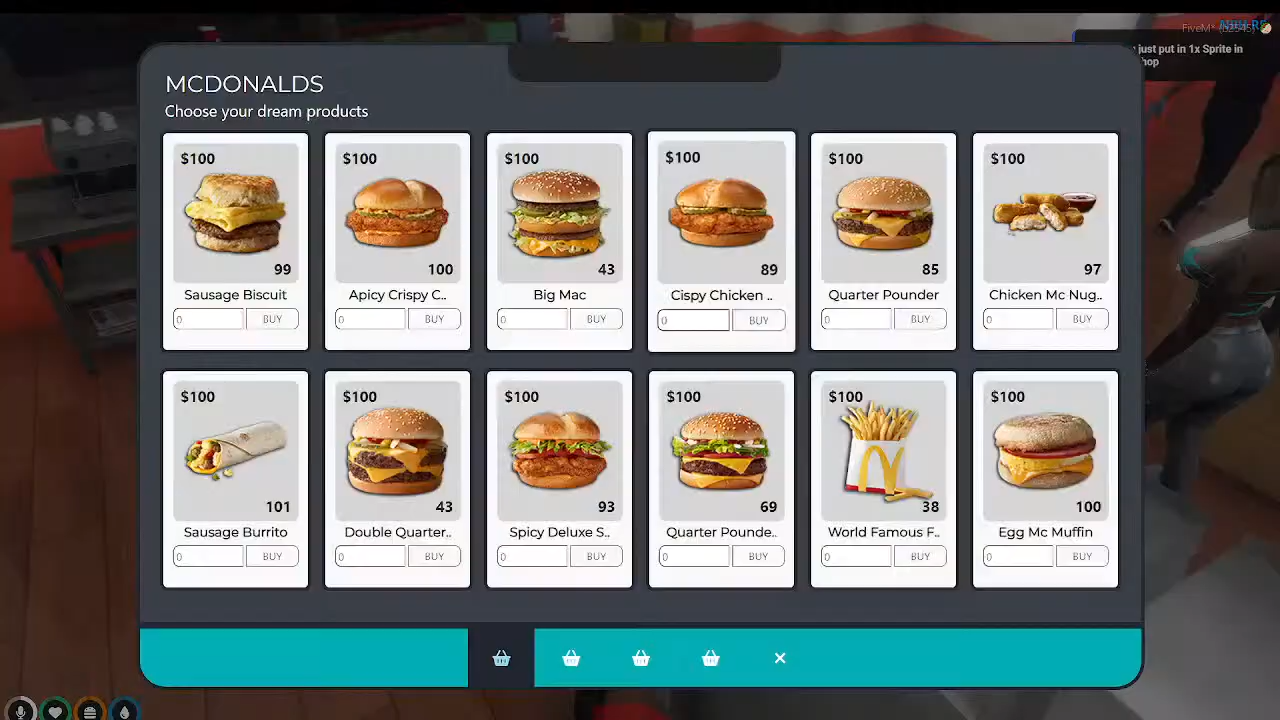 FiveM* (b2545)
just put in 1x Sprite in
MCDONALDS
Choose your dream products
$100 $100 $100 $100 $100 $100
99 100 43 89 85 97
Sausage Biscuit Apicy Crispy C.. Big Mac Cispy Chicken .. Quarter Pounder Chicken Mc Nug..
0 BUY 0 BUY 0 BUY 0 BUY 0 BUY 0 BUY
$100 $100 $100 $100 $100 $100
101 43 93 69 38 100
Sausage Burrito Double Quarter.. Spicy Deluxe S.. Quarter Pounde.. World Famous F.. Egg Mc Muffin
0 BUY 0 BUY 0 BUY 0 BUY 0 BUY 0 BUY